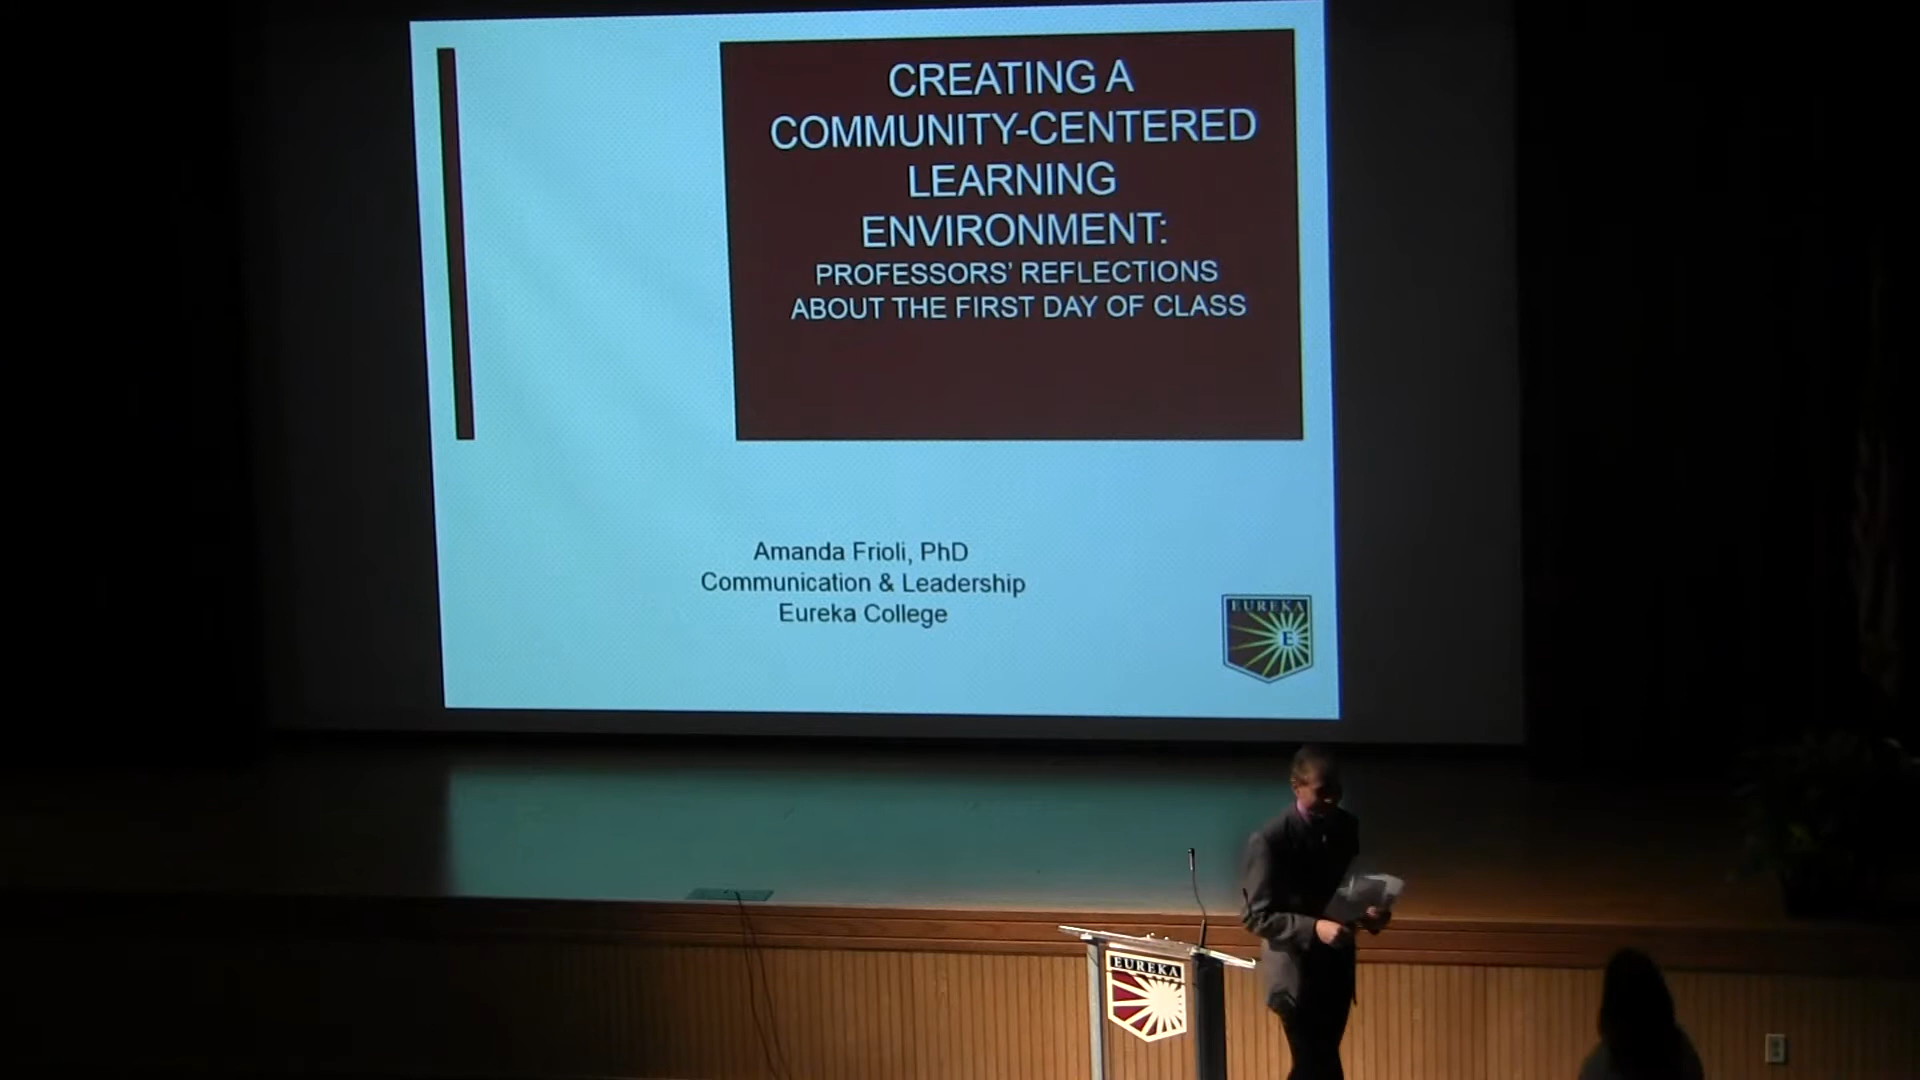 CREATING A
COMMUNITY-CENTERED
LEARNING
ENVIRONMENT:
PROFESSORS' REFLECTIONS
ABOUT THE FIRST DAY OF CLASS
Amanda Frioli, PhD
Communication & Leadership
Eureka College
EUREKA
E
EUREKA